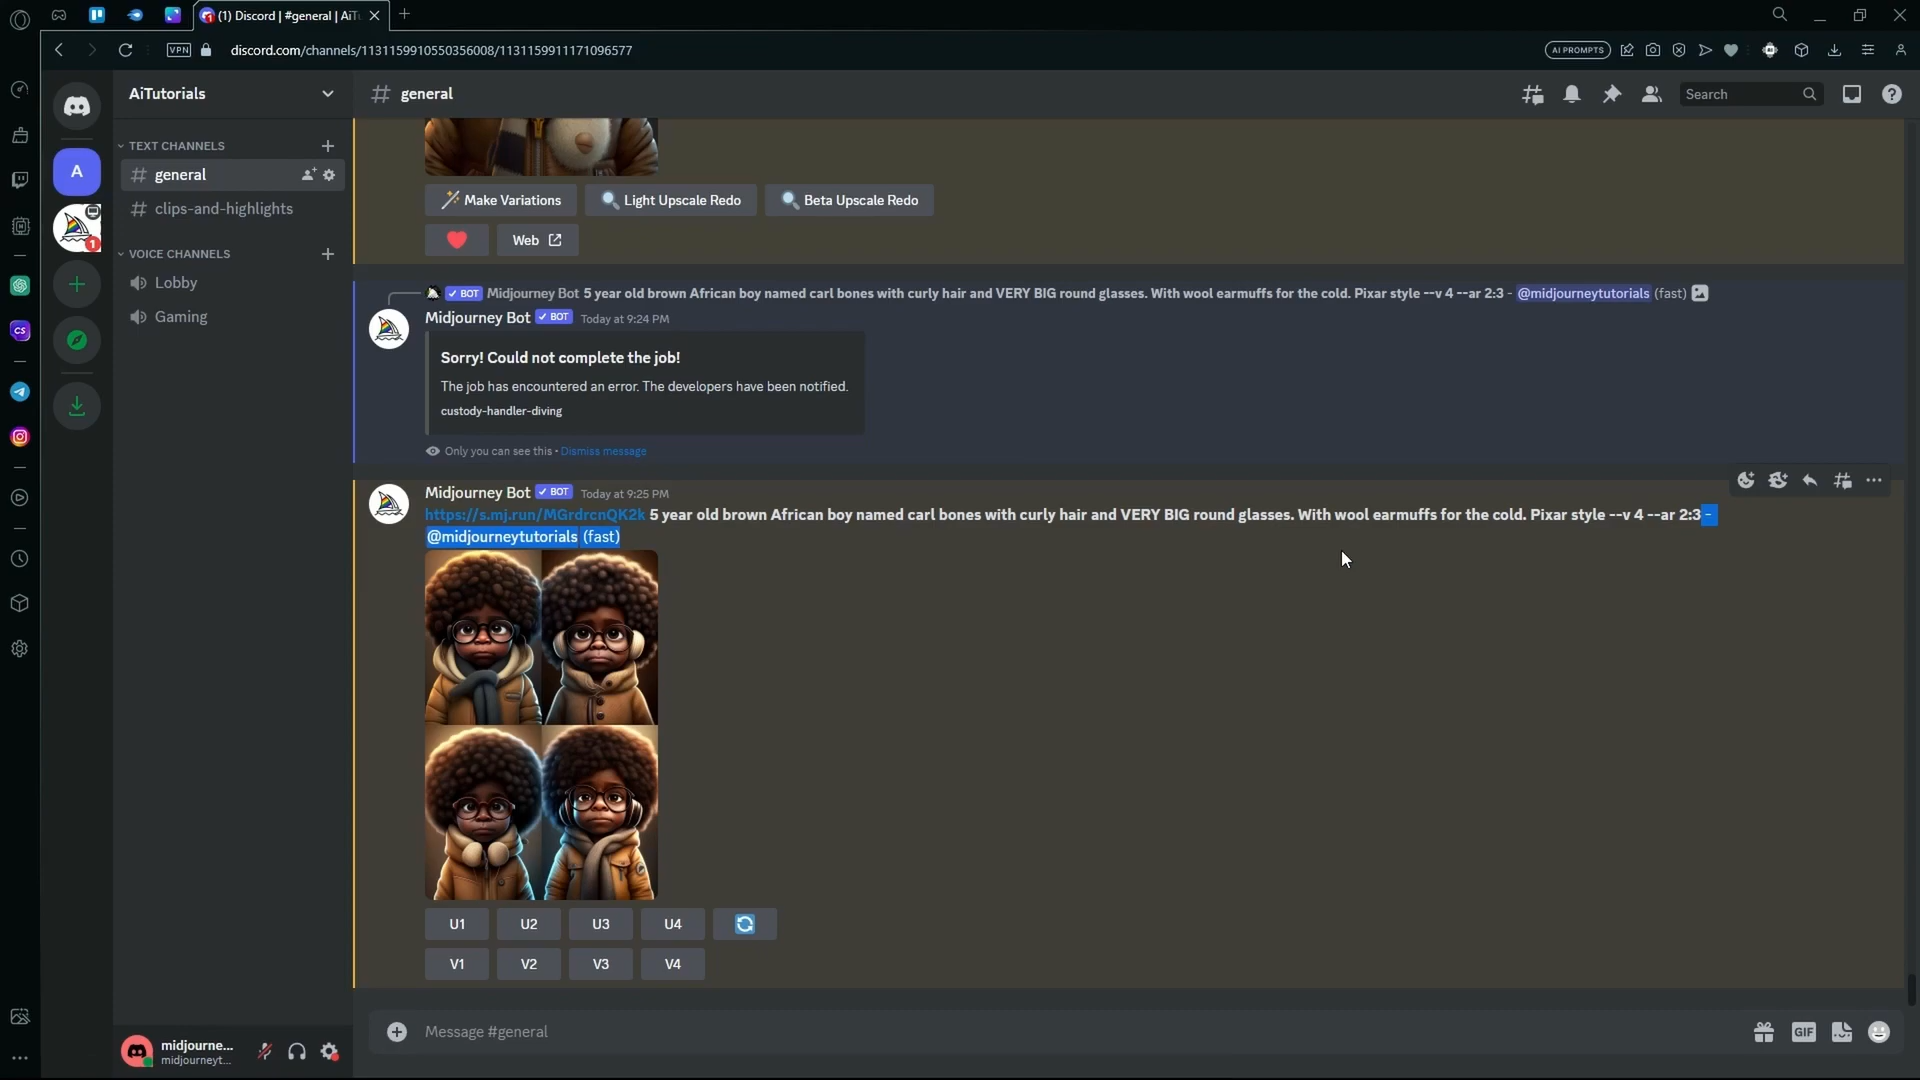 (1) Discord | #general | AiTu
VPN
discord.com/channels/1131159910550356008/1131159911171096577
AI PROMPTS
AiTutorials
general
Search
TEXT CHANNELS
general
clips-and-highlights
VOICE CHANNELS
Lobby
Gaming
A
1
CS
Make Variations
Light Upscale Redo
Beta Upscale Redo
Web
BOT Midjourney Bot 5 year old brown African boy named carl bones with curly hair and VERY BIG round glasses. With wool earmuffs for the cold. Pixar style --v 4 --ar 2:3 - @midjourneytutorials (fast)
Midjourney Bot BOT Today at 9:24 PM
Sorry! Could not complete the job!
The job has encountered an error. The developers have been notified.
custody-handler-diving
Only you can see this • Dismiss message
Midjourney Bot BOT Today at 9:25 PM
https://s.mj.run/MGrdrcnQK2k 5 year old brown African boy named carl bones with curly hair and VERY BIG round glasses. With wool earmuffs for the cold. Pixar style --v 4 --ar 2:3 -
@midjourneytutorials (fast)
U1
U2
U3
U4
V1
V2
V3
V4
midjourne...
midjourneyt...
Message #general
GIF